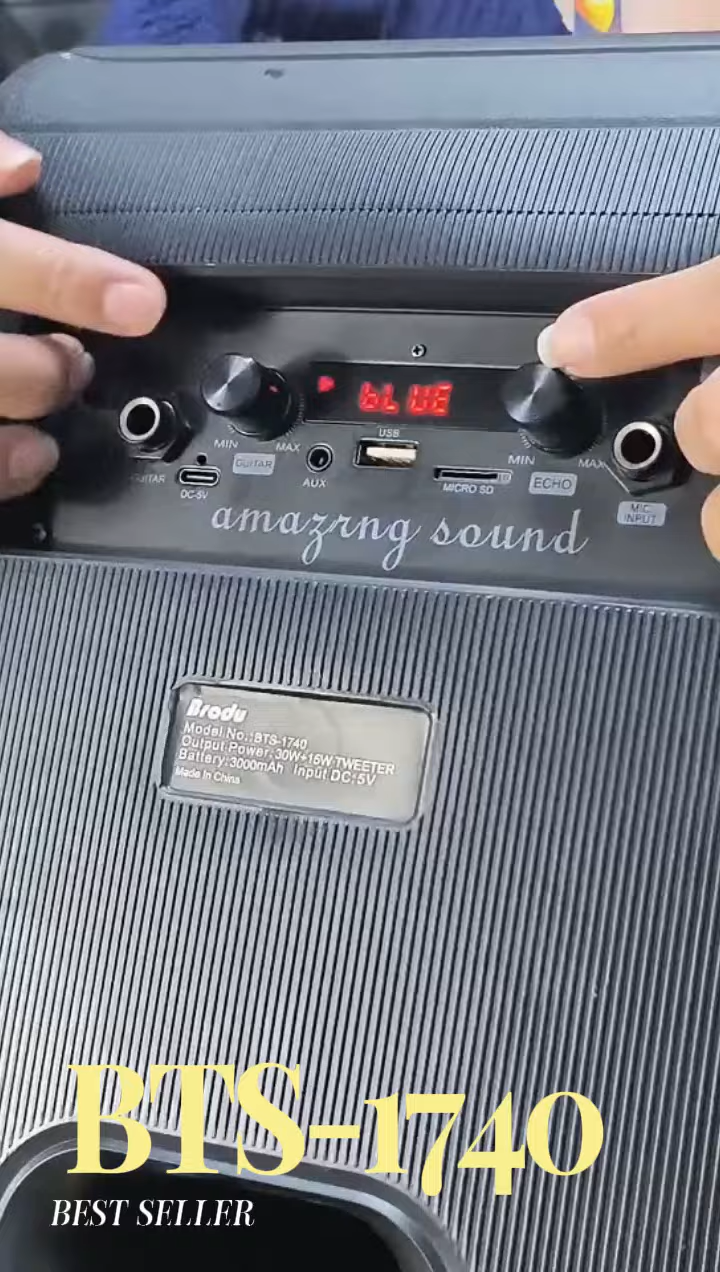 bLUE
USB
MIN
MAX
MIN
MAX
GUITAR
DC-5V
GUITAR
AUX
MICRO SD
ECHO
MIC
INPUT
amazrng sound
Brodu
Model No.:BTS-1740
Output Power: 30W+15W TWEETER
Battery:3000mAh Input DC:5V
Made In China
BTS-1740
BEST SELLER